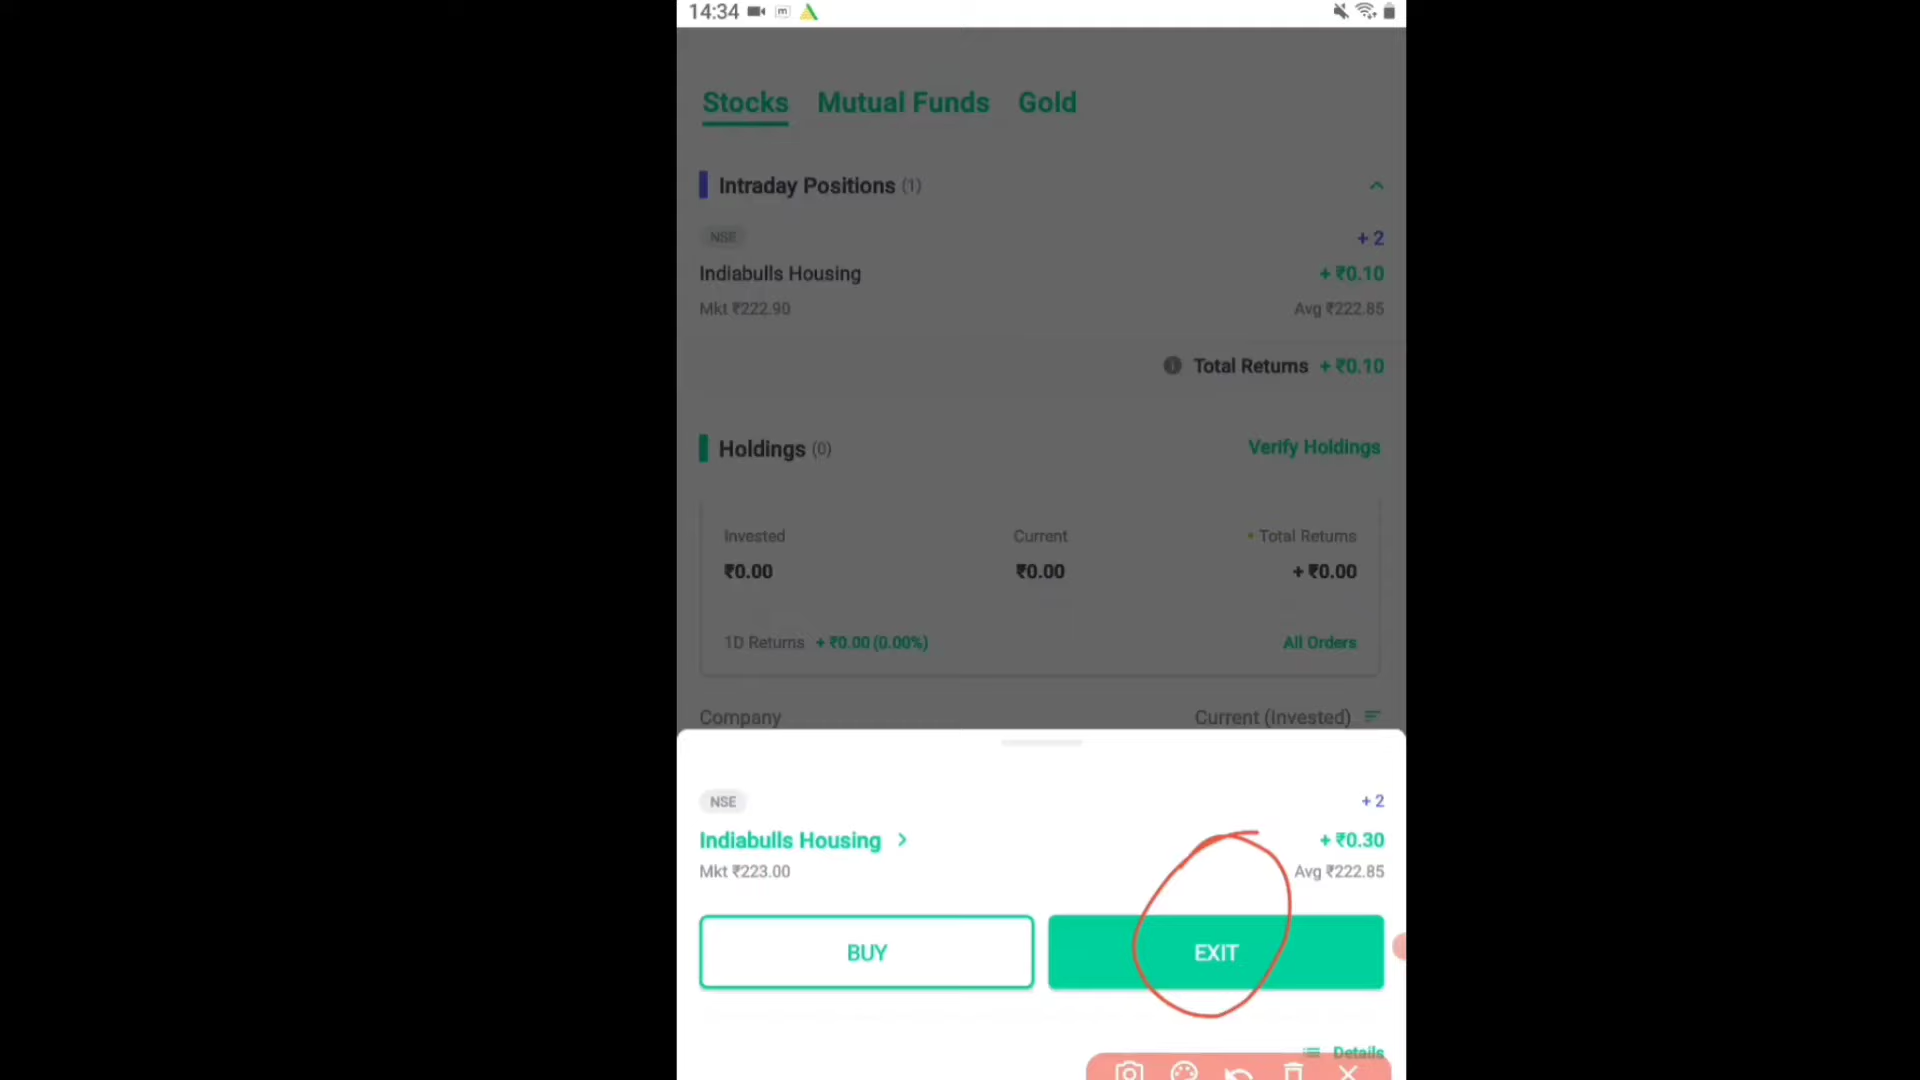 14:34 m
Stocks Mutual Funds Gold
Intraday Positions (1)
NSE + 2
Indiabulls Housing + ₹0.10
Mkt ₹222.90 Avg ₹222.85
Total Returns + ₹0.10
Holdings (0) Verify Holdings
Invested Current Total Returns
₹0.00 ₹0.00 + ₹0.00
1D Returns + ₹0.00 (0.00%) All Orders
Company Current (Invested)
NSE + 2
Indiabulls Housing + ₹0.30
Mkt ₹223.00 Avg ₹222.85
BUY EXIT
Details